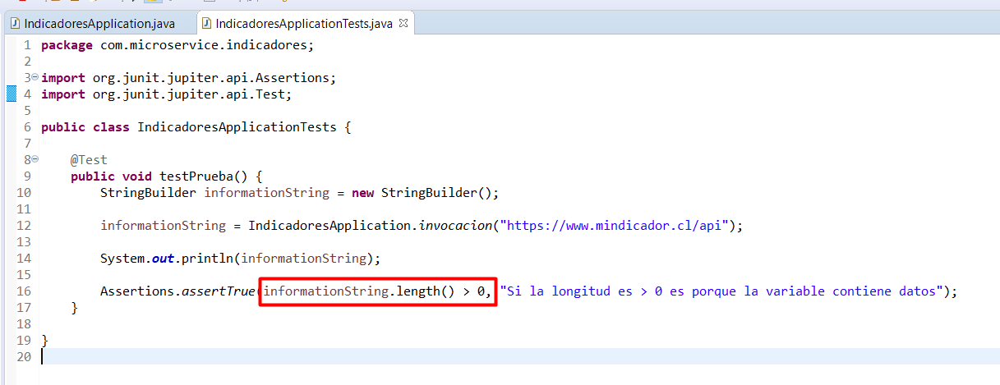 IndicadoresApplication.java IndicadoresApplicationTests.java
1 package com.microservice.indicadores;
2
3 import org.junit.jupiter.api.Assertions;
4 import org.junit.jupiter.api.Test;
5
6 public class IndicadoresApplicationTests {
7
8 @Test
9 public void testPrueba() {
10 StringBuilder informationString = new StringBuilder();
11
12 informationString = IndicadoresApplication.invocacion("https://www.mindicador.cl/api");
13
14 System.out.println(informationString);
15
16 Assertions.assertTrue(informationString.length() > 0, "Si la longitud es > 0 es porque la variable contiene datos");
17 }
18
19 }
20